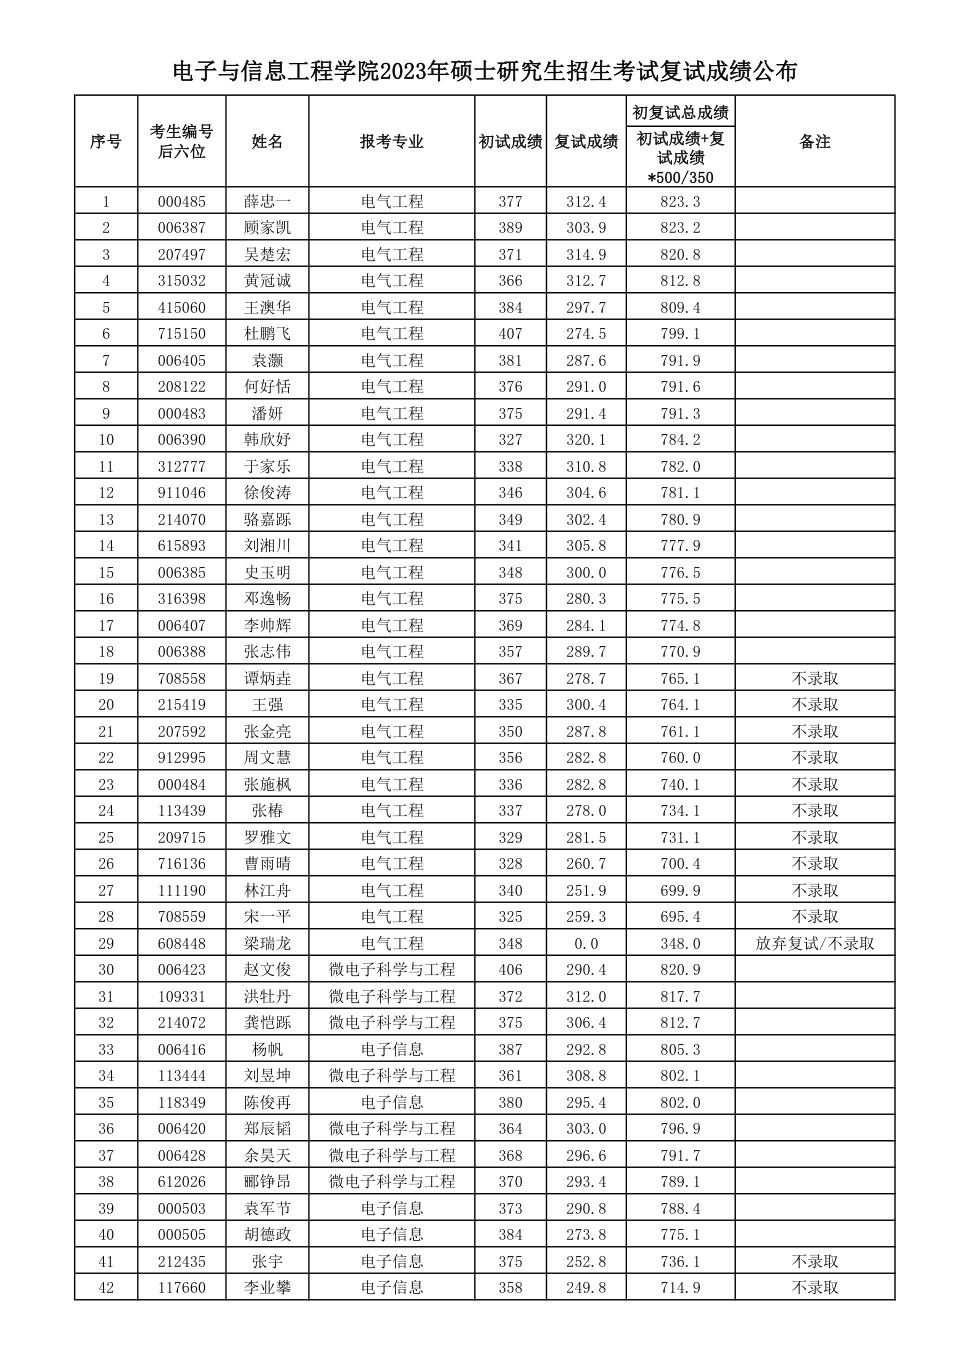 电子与信息工程学院2023年硕士研究生招生考试复试成绩公布
序号 考生编号后六位 姓名 报考专业 初试成绩 复试成绩 初复试总成绩 初试成绩+复试成绩*500/350 备注
1 000485 薛忠一 电气工程 377 312.4 823.3
2 006387 顾家凯 电气工程 389 303.9 823.2
3 207497 吴楚宏 电气工程 371 314.9 820.8
4 315032 黄冠诚 电气工程 366 312.7 812.8
5 415060 王澳华 电气工程 384 297.7 809.4
6 715150 杜鹏飞 电气工程 407 274.5 799.1
7 006405 袁灏 电气工程 381 287.6 791.9
8 208122 何好恬 电气工程 376 291.0 791.6
9 000483 潘妍 电气工程 375 291.4 791.3
10 006390 韩欣妤 电气工程 327 320.1 784.2
11 312777 于家乐 电气工程 338 310.8 782.0
12 911046 徐俊涛 电气工程 346 304.6 781.1
13 214070 骆嘉跞 电气工程 349 302.4 780.9
14 615893 刘湘川 电气工程 341 305.8 777.9
15 006385 史玉明 电气工程 348 300.0 776.5
16 316398 邓逸畅 电气工程 375 280.3 775.5
17 006407 李帅辉 电气工程 369 284.1 774.8
18 006388 张志伟 电气工程 357 289.7 770.9
19 708558 谭炳垚 电气工程 367 278.7 765.1 不录取
20 215419 王强 电气工程 335 300.4 764.1 不录取
21 207592 张金亮 电气工程 350 287.8 761.1 不录取
22 912995 周文慧 电气工程 356 282.8 760.0 不录取
23 000484 张施枫 电气工程 336 282.8 740.1 不录取
24 113439 张椿 电气工程 337 278.0 734.1 不录取
25 209715 罗雅文 电气工程 329 281.5 731.1 不录取
26 716136 曹雨晴 电气工程 328 260.7 700.4 不录取
27 111190 林江舟 电气工程 340 251.9 699.9 不录取
28 708559 宋一平 电气工程 325 259.3 695.4 不录取
29 608448 梁瑞龙 电气工程 348 0.0 348.0 放弃复试/不录取
30 006423 赵文俊 微电子科学与工程 406 290.4 820.9
31 109331 洪牡丹 微电子科学与工程 372 312.0 817.7
32 214072 龚恺跞 微电子科学与工程 375 306.4 812.7
33 006416 杨帆 电子信息 387 292.8 805.3
34 113444 刘昱坤 微电子科学与工程 361 308.8 802.1
35 118349 陈俊再 电子信息 380 295.4 802.0
36 006420 郑辰韬 微电子科学与工程 364 303.0 796.9
37 006428 余昊天 微电子科学与工程 368 296.6 791.7
38 612026 郦铮昂 微电子科学与工程 370 293.4 789.1
39 000503 袁军节 电子信息 373 290.8 788.4
40 000505 胡德政 电子信息 384 273.8 775.1
41 212435 张宇 电子信息 375 252.8 736.1 不录取
42 117660 李业攀 电子信息 358 249.8 714.9 不录取